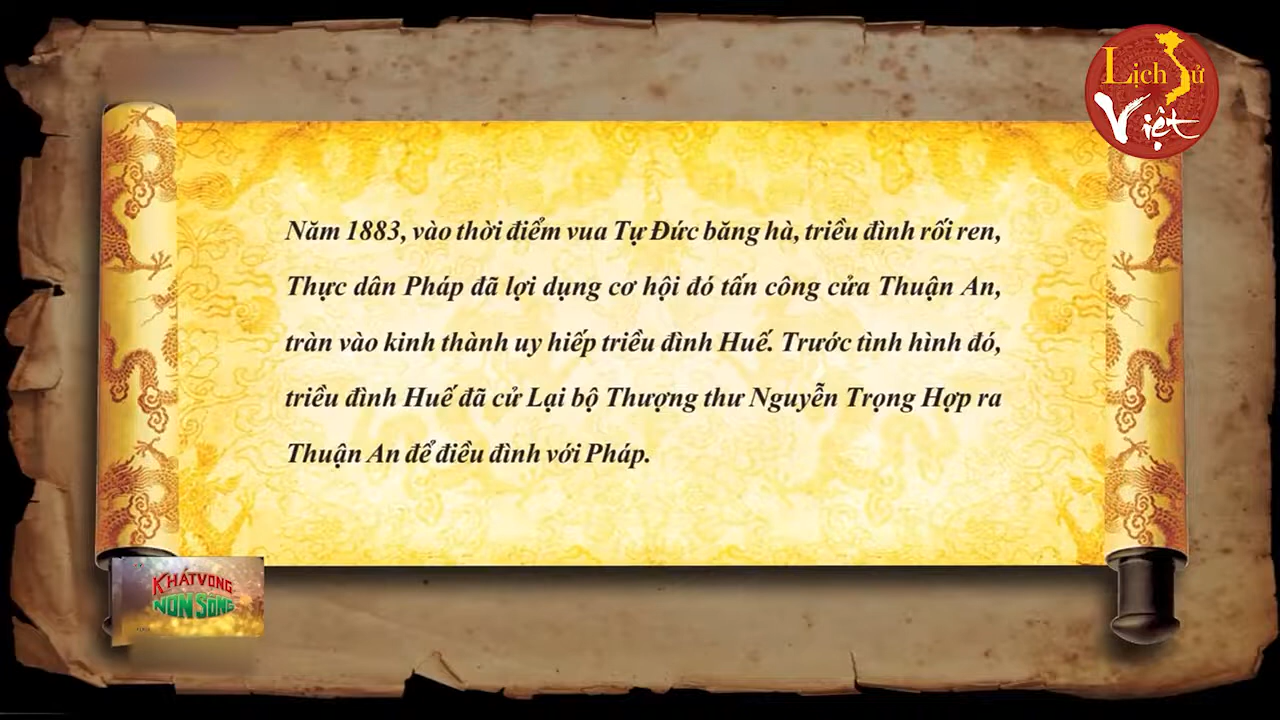 Lịch Sử
Việt
Năm 1883, vào thời điểm vua Tự Đức băng hà, triều đình rối ren,
Thực dân Pháp đã lợi dụng cơ hội đó tấn công cửa Thuận An,
tràn vào kinh thành uy hiếp triều đình Huế. Trước tình hình đó,
triều đình Huế đã cử Lại bộ Thượng thư Nguyễn Trọng Hợp ra
Thuận An để điều đình với Pháp.
KHÁT VỌNG
NON SÔNG